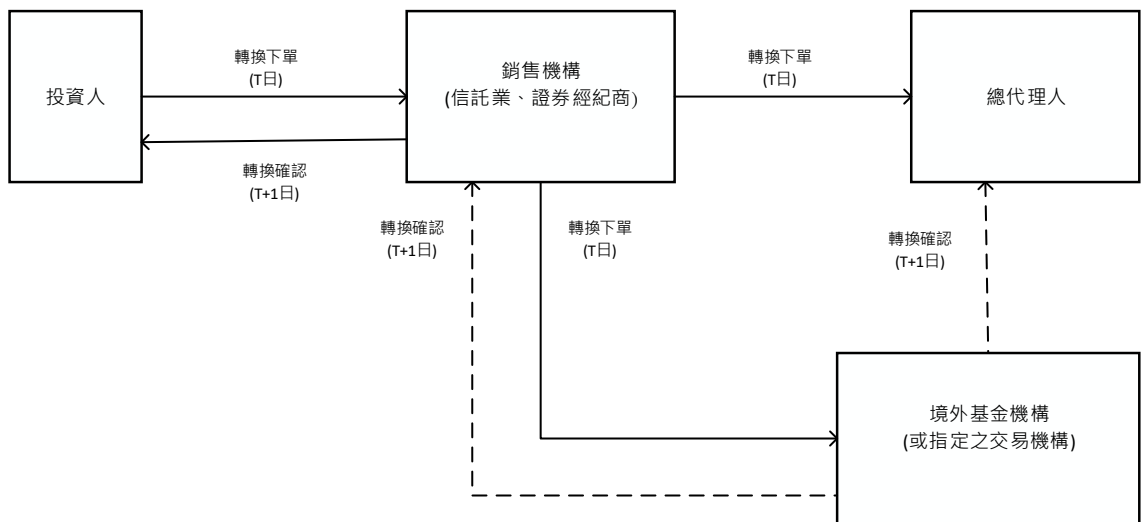 轉換下單
(T日)
投資人
轉換確認
(T+1日)
銷售機構
(信託業、證券經紀商)
轉換下單
(T日)
總代理人
轉換確認
(T+1日)
轉換下單
(T日)
轉換確認
(T+1日)
境外基金機構
(或指定之交易機構)